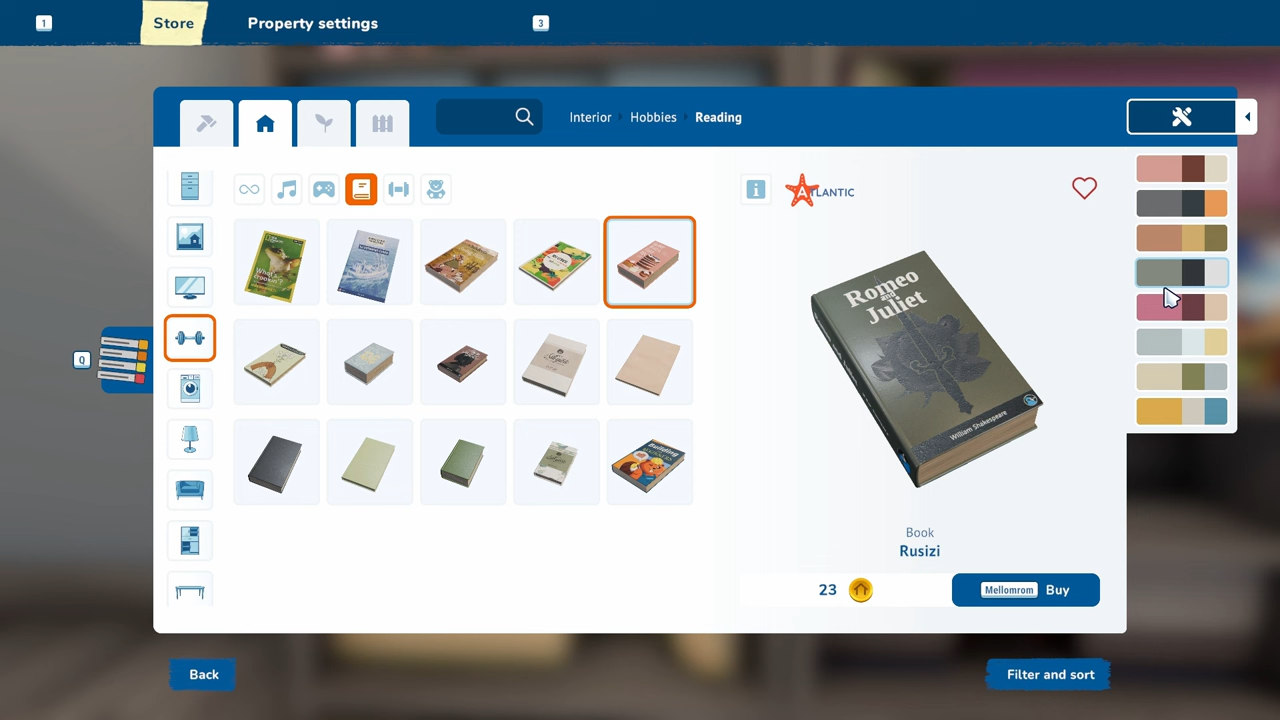 1
Store
Property settings
3
Interior
Hobbies
Reading
ATLANTIC
Romeo
and
Juliet
William Shakespeare
Q
Book
Rusizi
23
Mellomrom
Buy
Back
Filter and sort